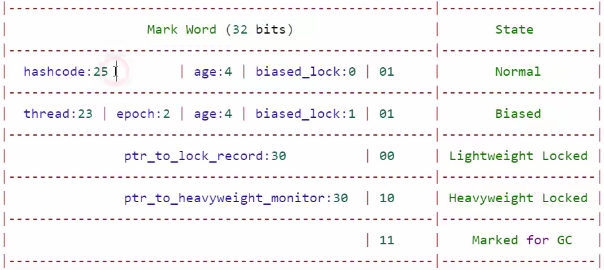 |-------------------------------------------------------|--------------------|
| Mark Word (32 bits) | State |
|-------------------------------------------------------|--------------------|
| hashcode:25 | age:4 | biased_lock:0 | 01 | Normal |
|-------------------------------------------------------|--------------------|
| thread:23 | epoch:2 | age:4 | biased_lock:1 | 01 | Biased |
|-------------------------------------------------------|--------------------|
| ptr_to_lock_record:30 | 00 | Lightweight Locked |
|-------------------------------------------------------|--------------------|
| ptr_to_heavyweight_monitor:30 | 10 | Heavyweight Locked |
|-------------------------------------------------------|--------------------|
| | 11 | Marked for GC |
|-------------------------------------------------------|--------------------|